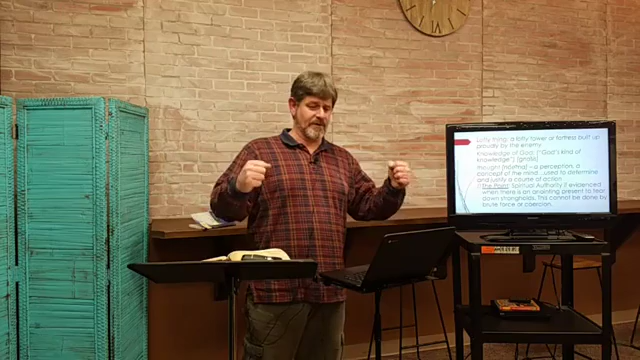 Lofty thing: a lofty tower or fortress built up
proudly by the enemy
Knowledge of God: ["God's kind of
knowledge"]
thought – a perception, a
concept of the mind ...used to determine
and justify a course of action
The Point: Spiritual Authority if evidenced
when there is an anointing present to tear
down strongholds. This cannot be done by
brute force or coercion.